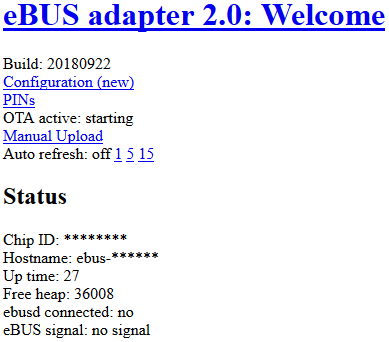 eBUS adapter 2.0: Welcome
Build: 20180922
Configuration (new)
PINs
OTA active: starting
Manual Upload
Auto refresh: off 1 5 15
Status
Chip ID: ********
Hostname: ebus-******
Up time: 27
Free heap: 36008
ebusd connected: no
eBUS signal: no signal